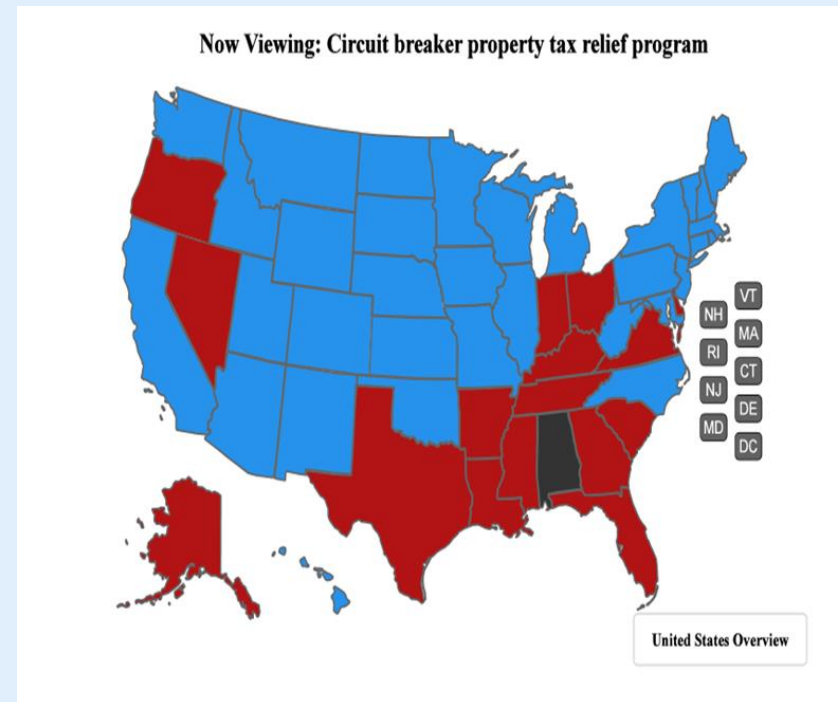 Now Viewing: Circuit breaker property tax relief program
VT
NH
MA
RI
CT
NJ
DE
MD
DC
United States Overview